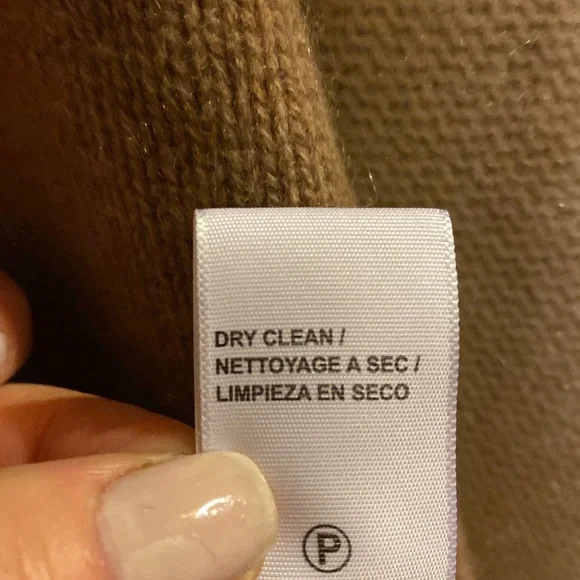 DRY CLEAN /
NETTOYAGE A SEC /
LIMPIEZA EN SECO
P